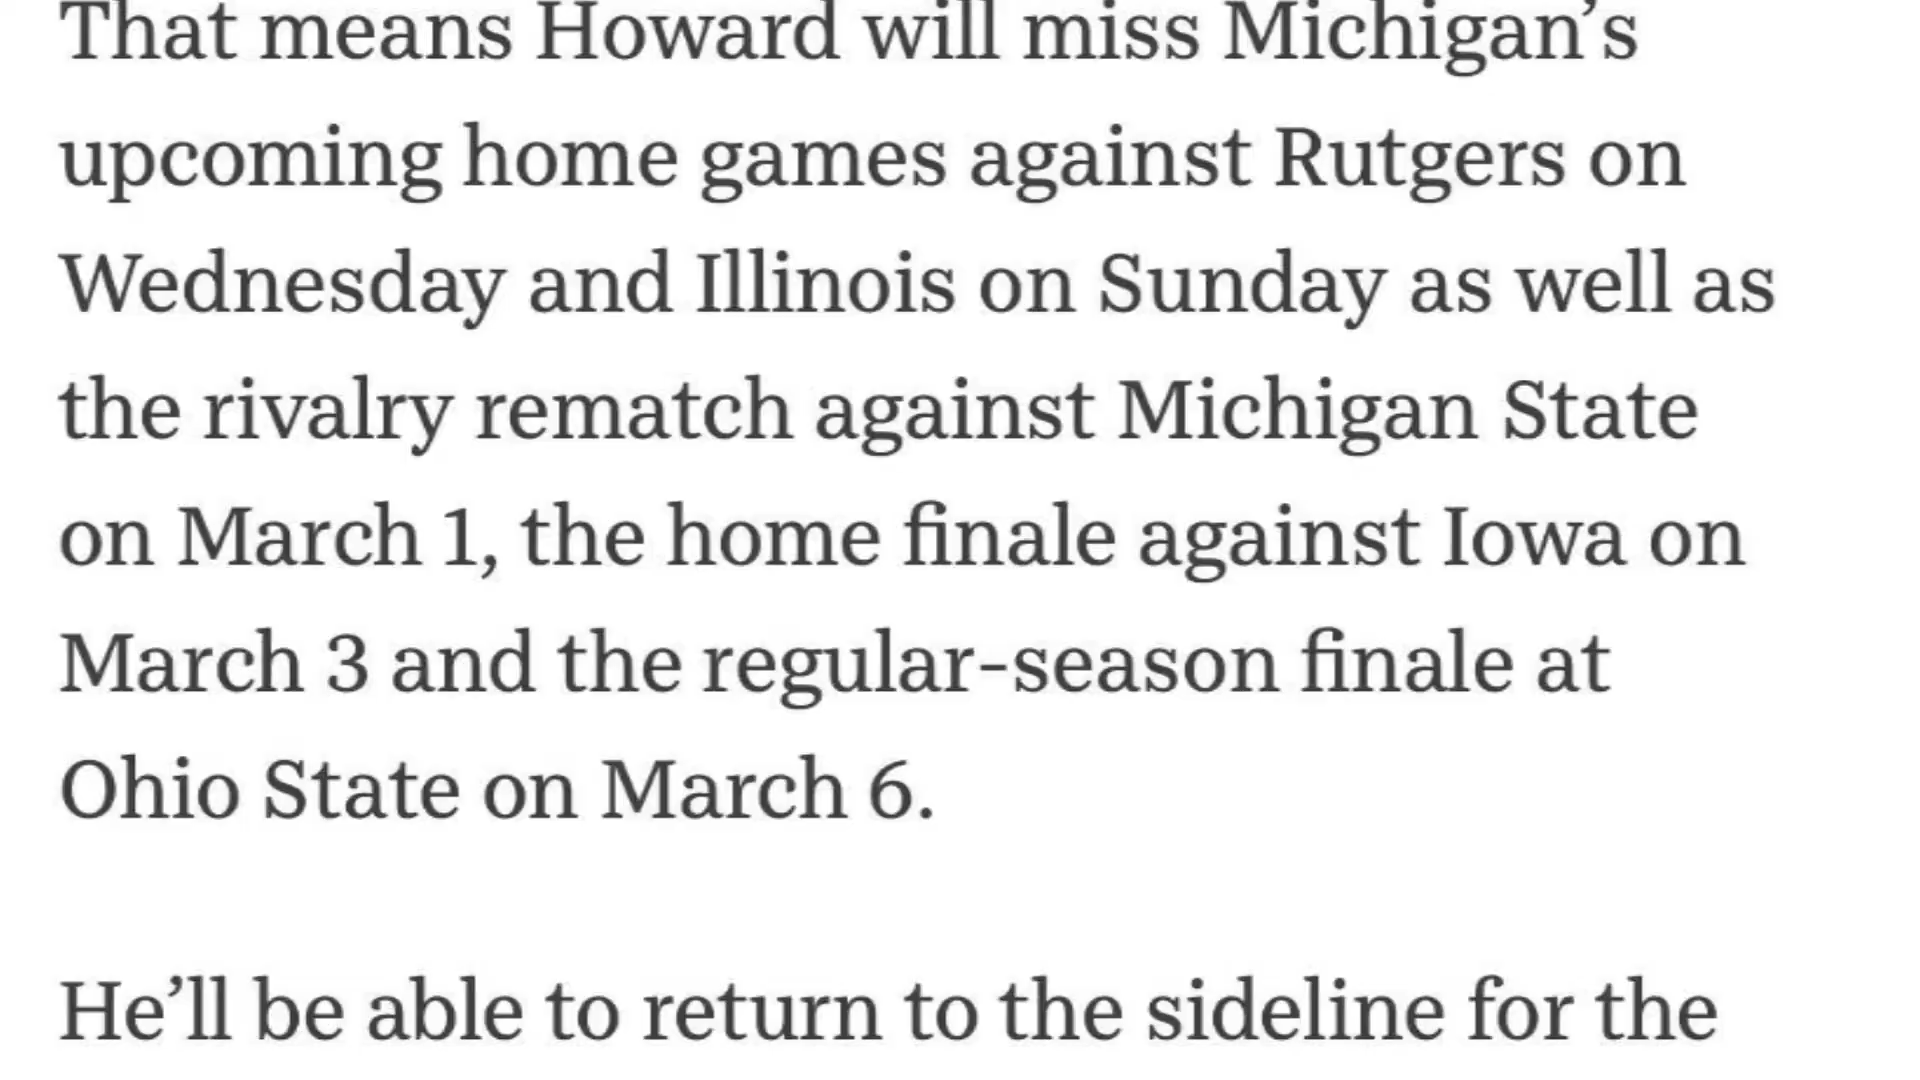 That means Howard will miss Michigan’s
upcoming home games against Rutgers on
Wednesday and Illinois on Sunday as well as
the rivalry rematch against Michigan State
on March 1, the home finale against Iowa on
March 3 and the regular-season finale at
Ohio State on March 6.
He’ll be able to return to the sideline for the